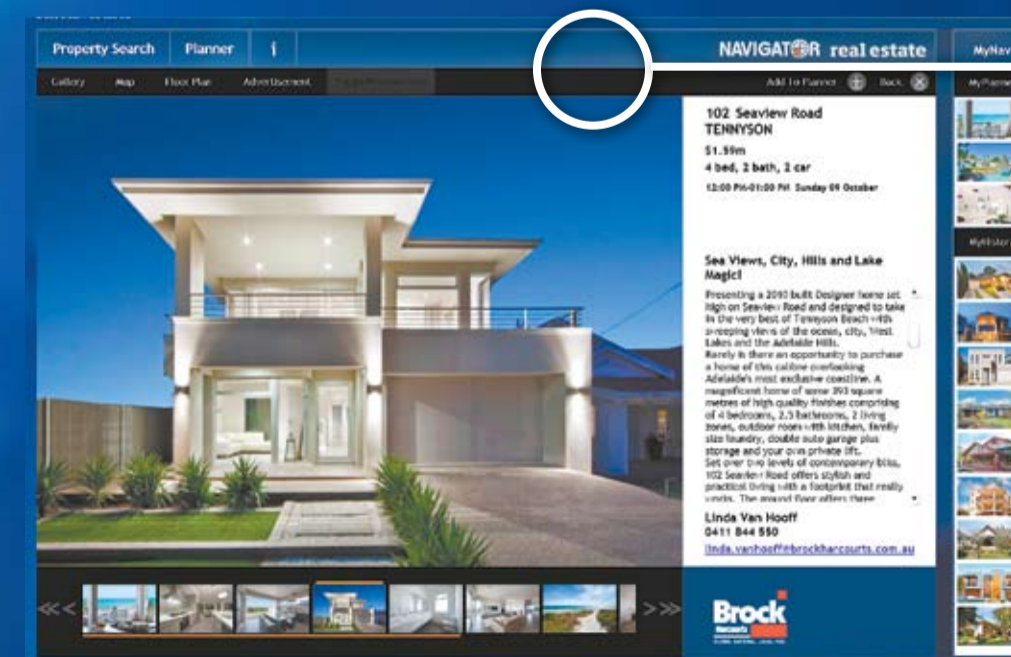 Property Search Planner i
NAVIGATOR real estate
MyNav
Gallery Map Floor Plan Advertisement
Add To Planner Back
MyPlanner
102 Seaview Road
TENNYSON
$1.59m
4 bed, 2 bath, 2 car
12:00 PM-01:00 PM Sunday 09 October
Sea Views, City, Hills and Lake
Magic!
Presenting a 2010 built Designer home set
high on Seaview Road and designed to take
in the very best of Tennyson Beach with
sweeping views of the ocean, city, West
Lakes and the Adelaide Hills.
Rarely is there an opportunity to purchase
a home of this calibre overlooking
Adelaide's most exclusive coastline. A
magnificent home of some 393 square
metres of high quality finishes comprising
of 4 bedrooms, 2.5 bathrooms, 2 living
zones, outdoor room with kitchen, family
size laundry, double auto garage plus
storage and your own private lift.
Set over two levels of contemporary bliss,
102 Seaview Road offers stylish and
practical living with a footprint that really
works. The ground floor offers three
Linda Van Hooff
0411 844 550
linda.vanhooff@brockharcourts.com.au
Brock
Harcourts